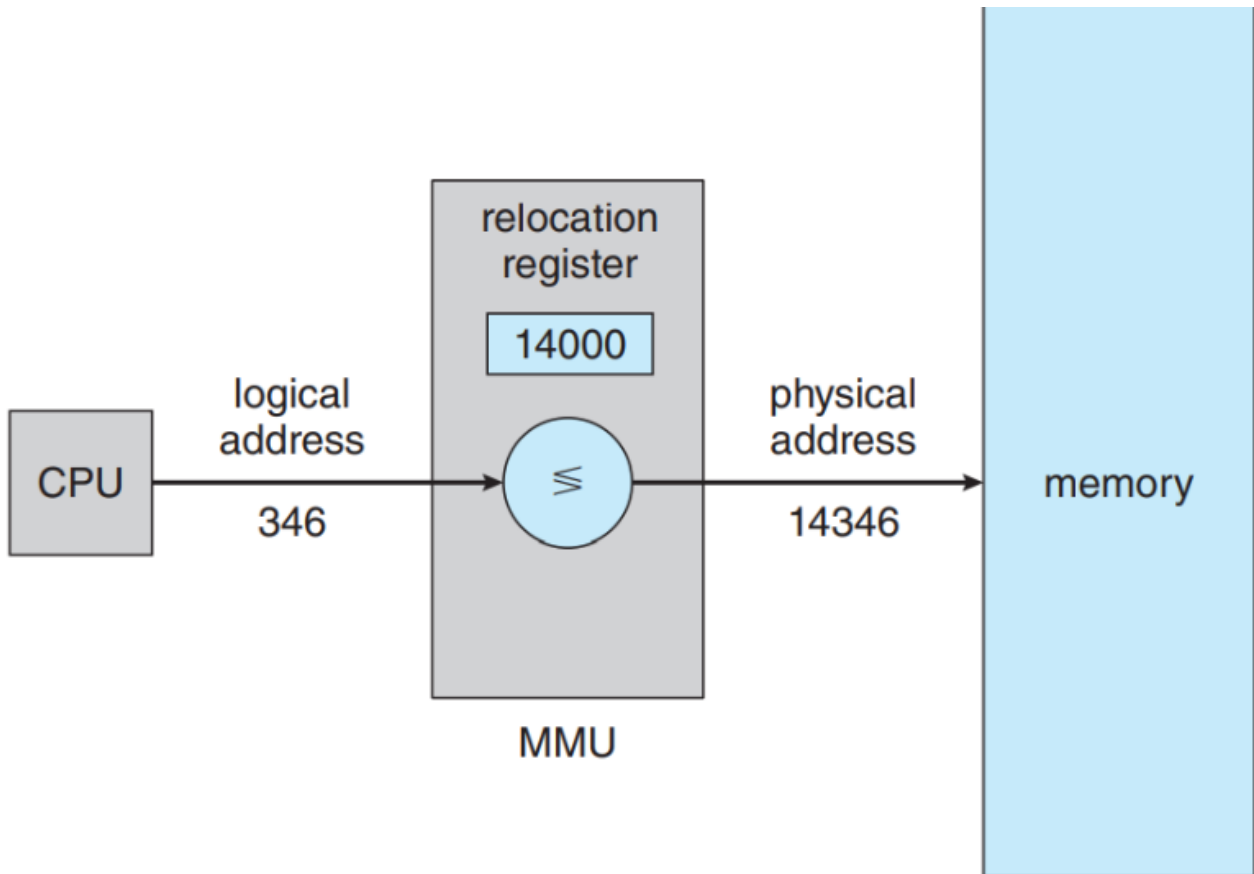 relocation
register
14000
logical
address
physical
address
CPU
≶
memory
346
14346
MMU